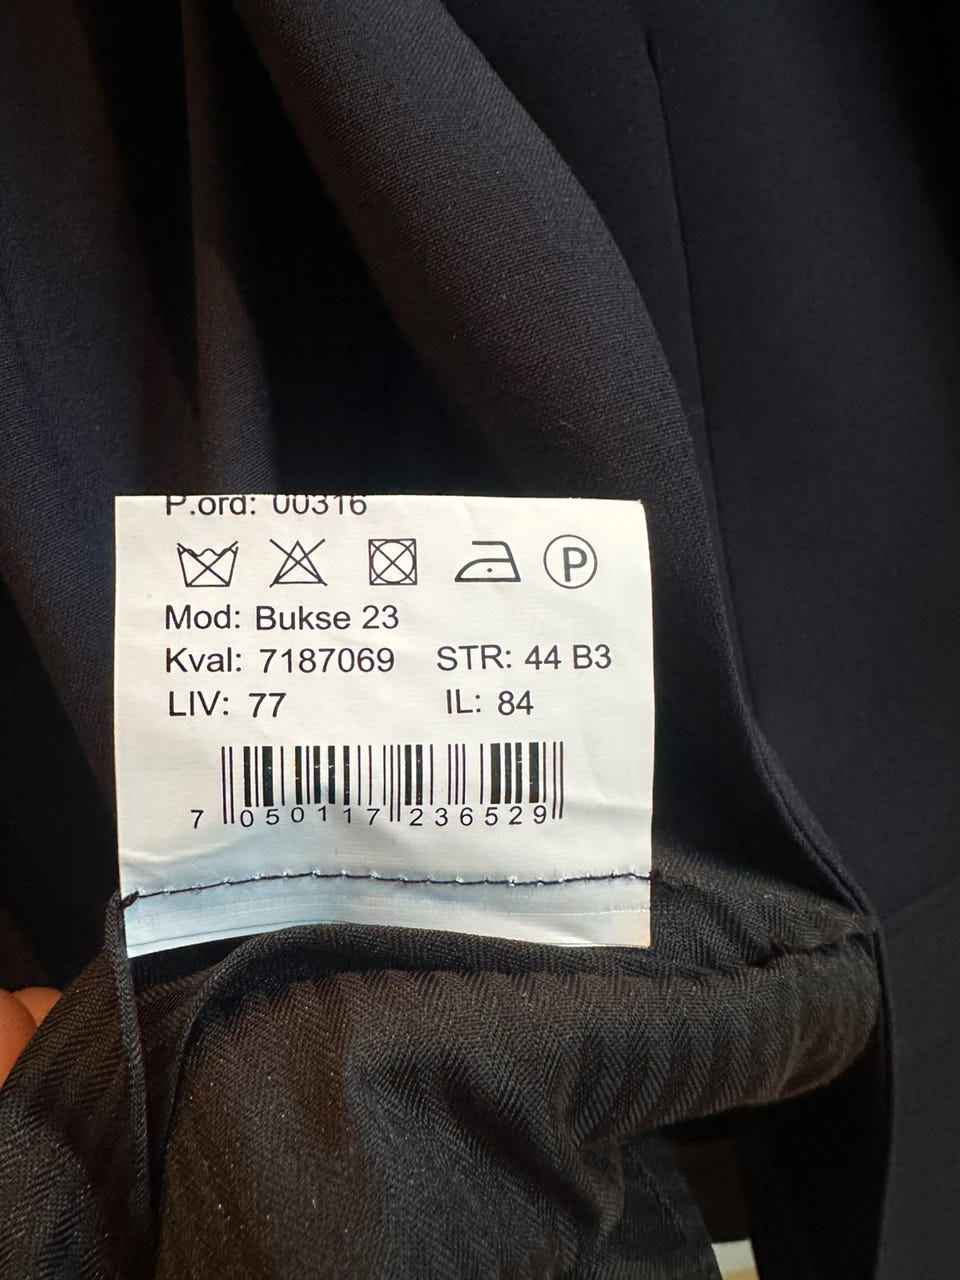 P.ord: 00316
P
Mod: Bukse 23
Kval: 7187069 STR: 44 B3
LIV: 77 IL: 84
7 050117 236529